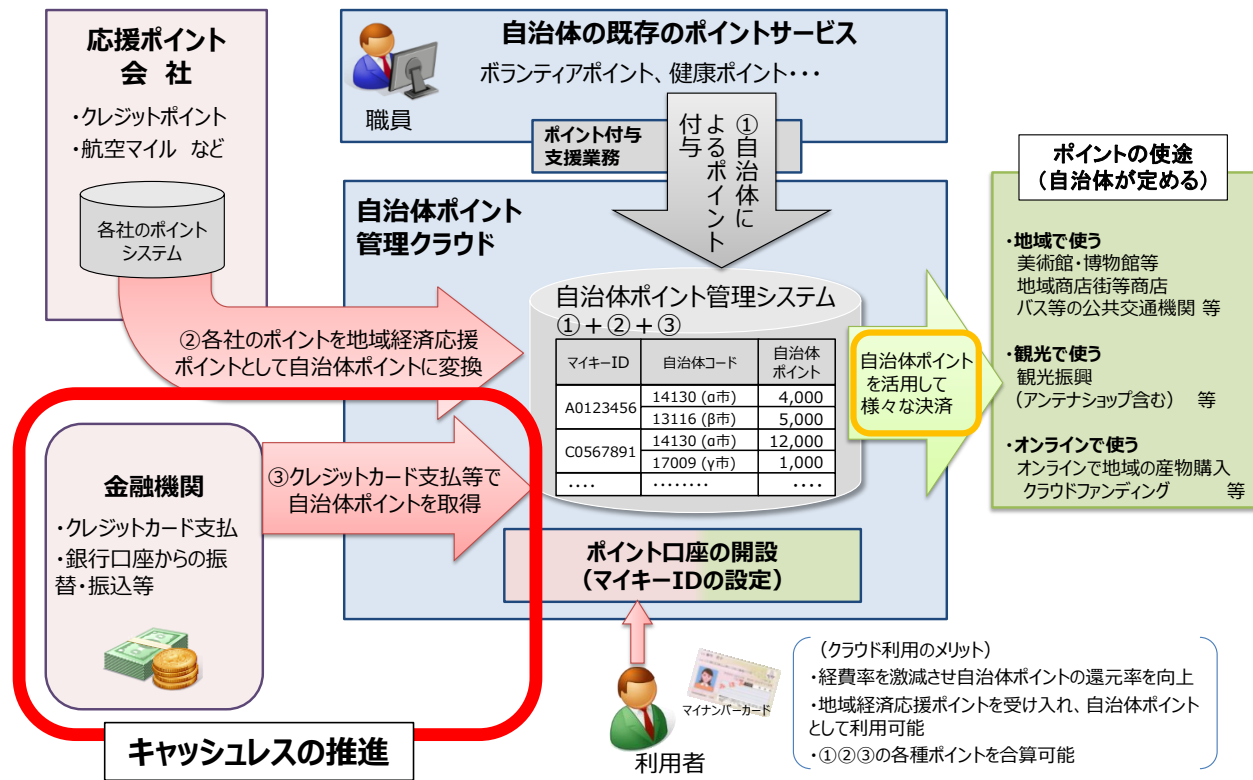 応援ポイント
会 社
・クレジットポイント
・航空マイル など
各社のポイント
システム
自治体の既存のポイントサービス
ボランティアポイント、健康ポイント・・・
職員
ポイント付与
支援業務
①自治体に
よるポイント
付与
自治体ポイント
管理クラウド
②各社のポイントを地域経済応援
ポイントとして自治体ポイントに変換
自治体ポイント管理システム
①＋②＋③
マイキーID 自治体コード 自治体
ポイント
A0123456 14130 (α市) 4,000
13116 (β市) 5,000
C0567891 14130 (α市) 12,000
17009 (γ市) 1,000
‥‥ ‥‥‥‥ ‥‥
自治体ポイント
を活用して
様々な決済
ポイントの使途
（自治体が定める）
・地域で使う
美術館・博物館等
地域商店街等商店
バス等の公共交通機関 等
・観光で使う
観光振興
（アンテナショップ含む） 等
・オンラインで使う
オンラインで地域の産物購入
クラウドファンディング 等
金融機関
・クレジットカード支払
・銀行口座からの振
替・振込等
③クレジットカード支払等で
自治体ポイントを取得
キャッシュレスの推進
ポイント口座の開設
（マイキーIDの設定）
マイナンバーカード
利用者
（クラウド利用のメリット）
・経費率を激減させ自治体ポイントの還元率を向上
・地域経済応援ポイントを受け入れ、自治体ポイント
として利用可能
・①②③の各種ポイントを合算可能